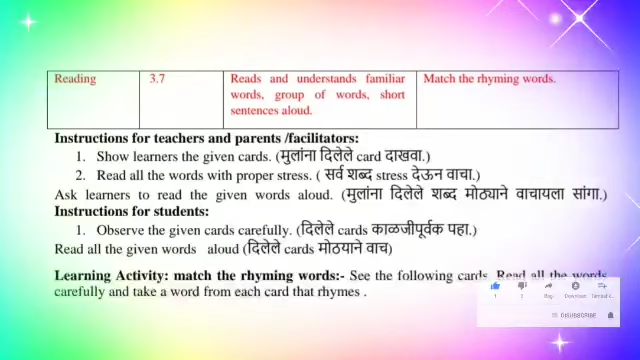 Reading 3.7 Reads and understands familiar Match the rhyming words.
words, group of words, short
sentences aloud.
Instructions for teachers and parents /facilitators:
1. Show learners the given cards. (मुलांना दिलेले card दाखवा.)
2. Read all the words with proper stress. ( सर्व शब्द stress देऊन वाचा.)
Ask learners to read the given words aloud. (मुलांना दिलेले शब्द मोठ्याने वाचायला सांगा.)
Instructions for students:
1. Observe the given cards carefully. (दिलेले cards काळजीपूर्वक पहा.)
Read all the given words aloud (दिलेले cards मोठयाने वाच)
Learning Activity: match the rhyming words:- See the following cards. Read all the words
carefully and take a word from each card that rhymes .
1
Download